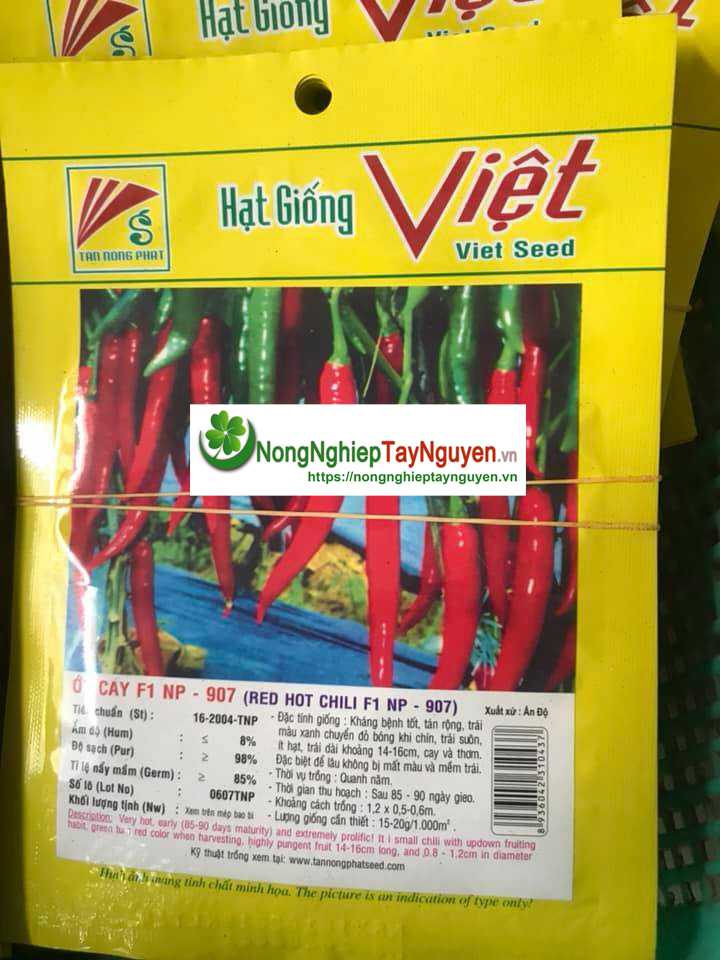 Hạt Giống Việt
Viet Seed
TAN NONG PHAT
Hạt Giống Việt
Viet Seed
NongNghiepTayNguyen.vn
https://nongnghieptaynguyen.vn
ỚT CAY F1 NP - 907 (RED HOT CHILI F1 NP - 907)
Xuất xứ : Ấn Độ
Tiêu chuẩn (St) : 16-2004-TNP
Ẩm độ (Hum) : ≤ 8%
Độ sạch (Pur) : ≥ 98%
Tỉ lệ nẩy mầm (Germ) : ≥ 85%
Số lô (Lot No) : 0607TNP
Khối lượng tịnh (Nw) : Xem trên mép bao bì
- Đặc tính giống : Kháng bệnh tốt, tán rộng, trái
màu xanh chuyển đỏ bóng khi chín, trái suôn,
ít hạt, trái dài khoảng 14-16cm, cay và thơm.
Đặc biệt để lâu không bị mất màu và mềm trái.
- Thời vụ trồng : Quanh năm.
- Thời gian thu hoạch : Sau 85 - 90 ngày gieo.
- Khoảng cách trồng : 1,2 x 0,5-0,6m.
- Lượng giống cần thiết : 15-20g/1.000m².
8936042310437
Description: Very hot, early (85-90 days maturity) and extremely prolific! It i small chili with updown fruiting
habit, green tu red color when harvesting, highly pungent fruit 14-16cm long, and 0.8 - 1,2cm in diameter
Kỹ thuật trồng xem tại: www.tannongphatseed.com
Hình ảnh mang tính chất minh họa. The picture is an indication of type only!